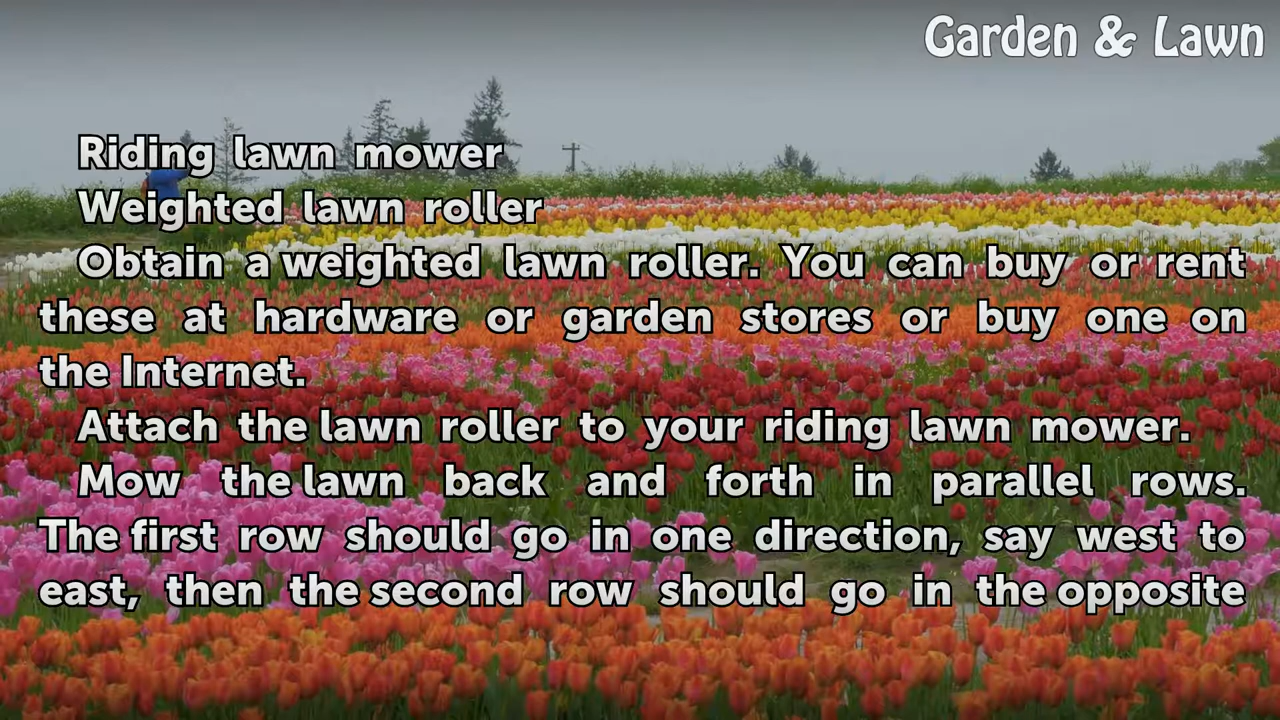 Garden & Lawn
Riding lawn mower
Weighted lawn roller
Obtain a weighted lawn roller. You can buy or rent
these at hardware or garden stores or buy one on
the Internet.
Attach the lawn roller to your riding lawn mower.
Mow the lawn back and forth in parallel rows.
The first row should go in one direction, say west to
east, then the second row should go in the opposite